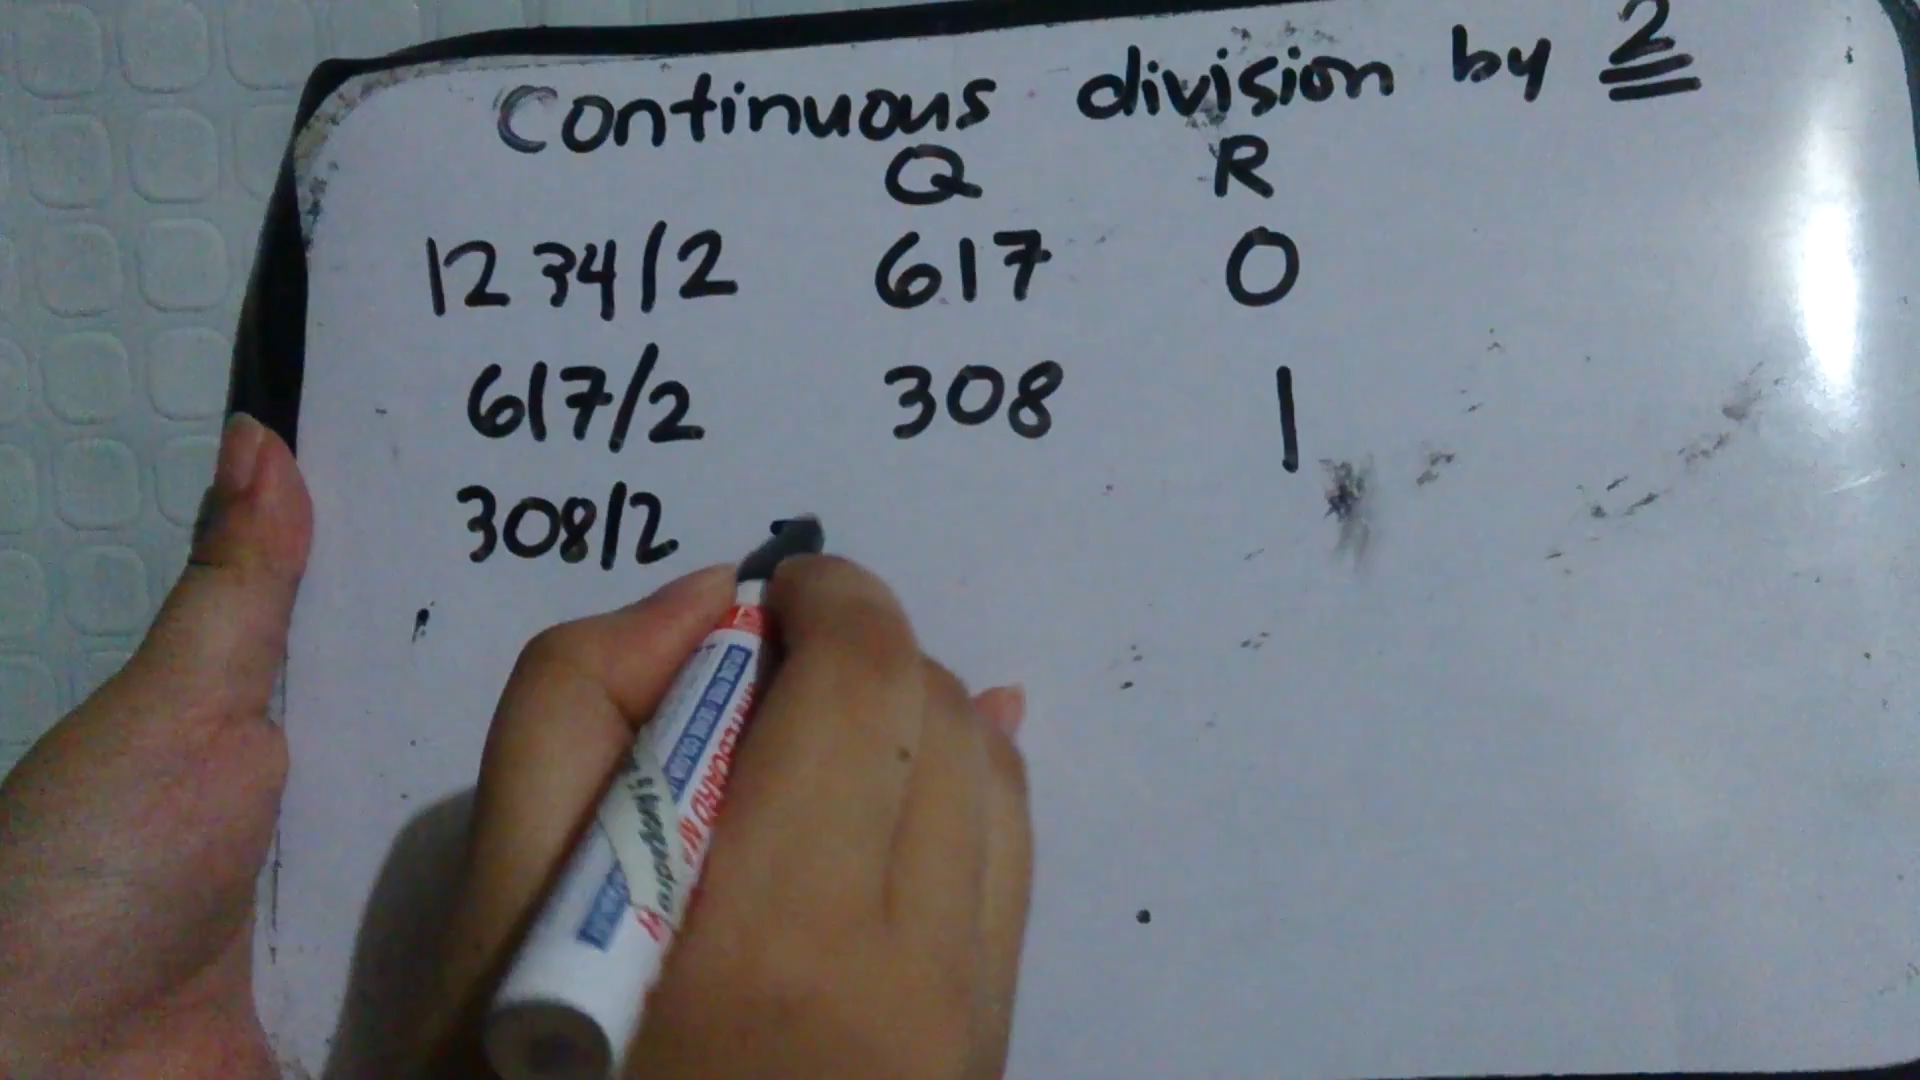 Continuous division by 2
Q R
1234/2 617 0
617/2 308 1
308/2